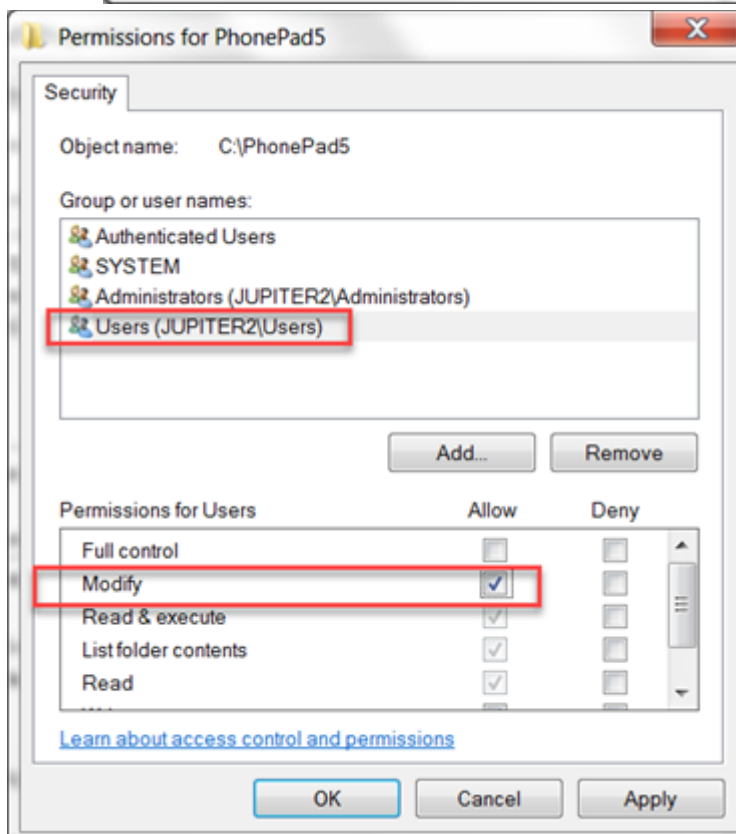 Permissions for PhonePad5
Security
Object name: C:\PhonePad5
Group or user names:
Authenticated Users
SYSTEM
Administrators (JUPITER2\Administrators)
Users (JUPITER2\Users)
Add... Remove
Permissions for Users Allow Deny
Full control
Modify
Read & execute
List folder contents
Read
Learn about access control and permissions
OK Cancel Apply